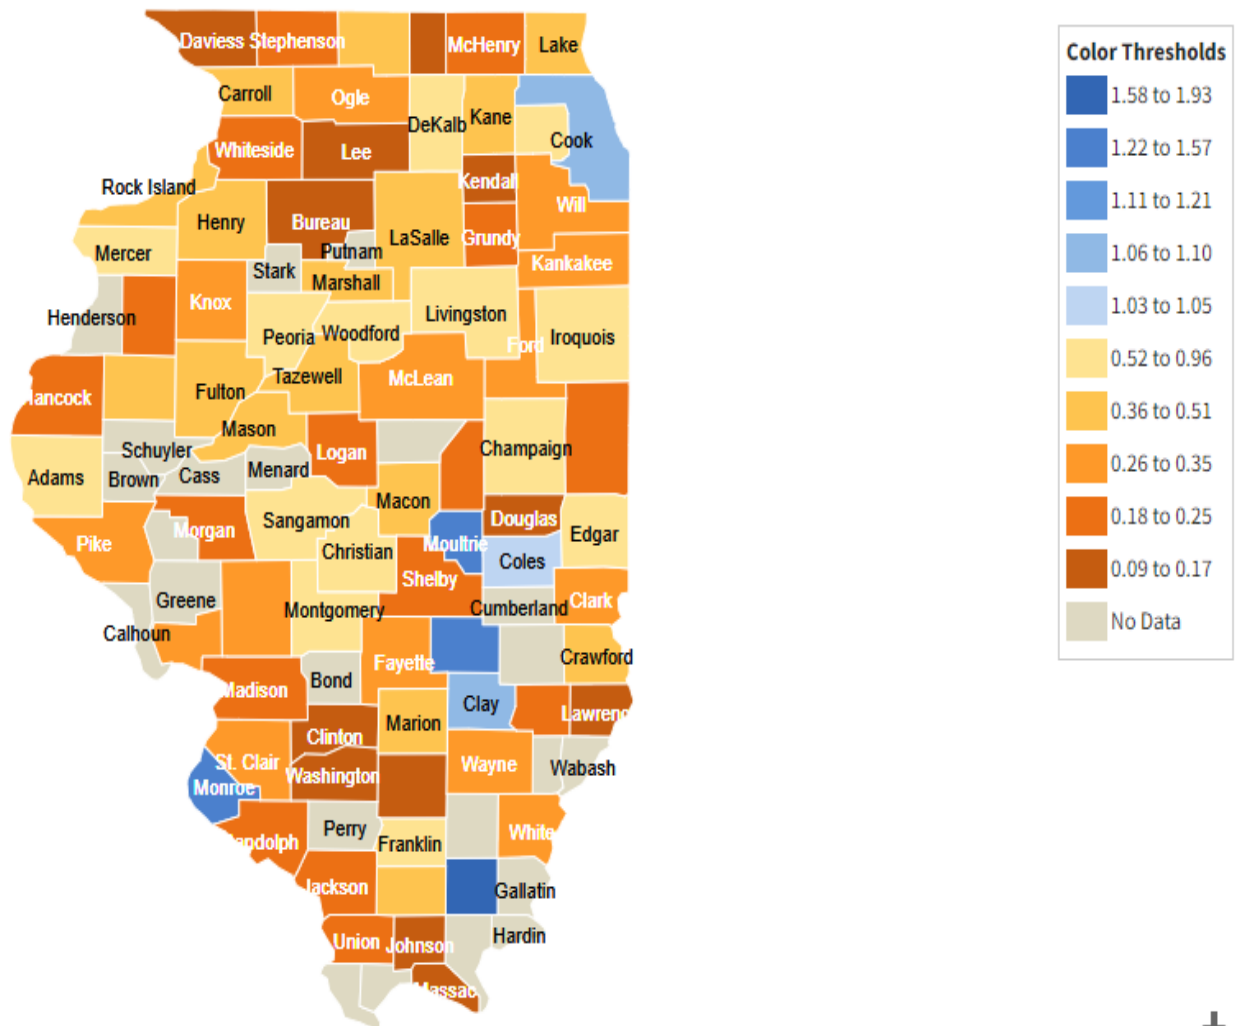 Daviess Stephenson
McHenry
Lake
Carroll
Ogle
DeKalb
Kane
Cook
Whiteside
Lee
Kendall
Rock Island
Will
Henry
Bureau
LaSalle
Grundy
Mercer
Putnam
Kankakee
Stark
Marshall
Henderson
Knox
Livingston
Peoria
Woodford
Ford
Iroquois
Tazewell
McLean
Fulton
ancock
Mason
Schuyler
Logan
Champaign
Adams
Brown
Cass
Menard
Macon
Pike
Morgan
Sangamon
Douglas
Christian
Moultrie
Edgar
Coles
Shelby
Greene
Montgomery
Cumberland
Clark
Calhoun
Fayette
Crawford
Bond
Madison
Clay
Marion
Lawrenc
Clinton
St. Clair
Washington
Wayne
Wabash
Monroe
Perry
Franklin
White
andolph
Jackson
Gallatin
Union
Johnson
Hardin
Massac
Color Thresholds
1.58 to 1.93
1.22 to 1.57
1.11 to 1.21
1.06 to 1.10
1.03 to 1.05
0.52 to 0.96
0.36 to 0.51
0.26 to 0.35
0.18 to 0.25
0.09 to 0.17
No Data